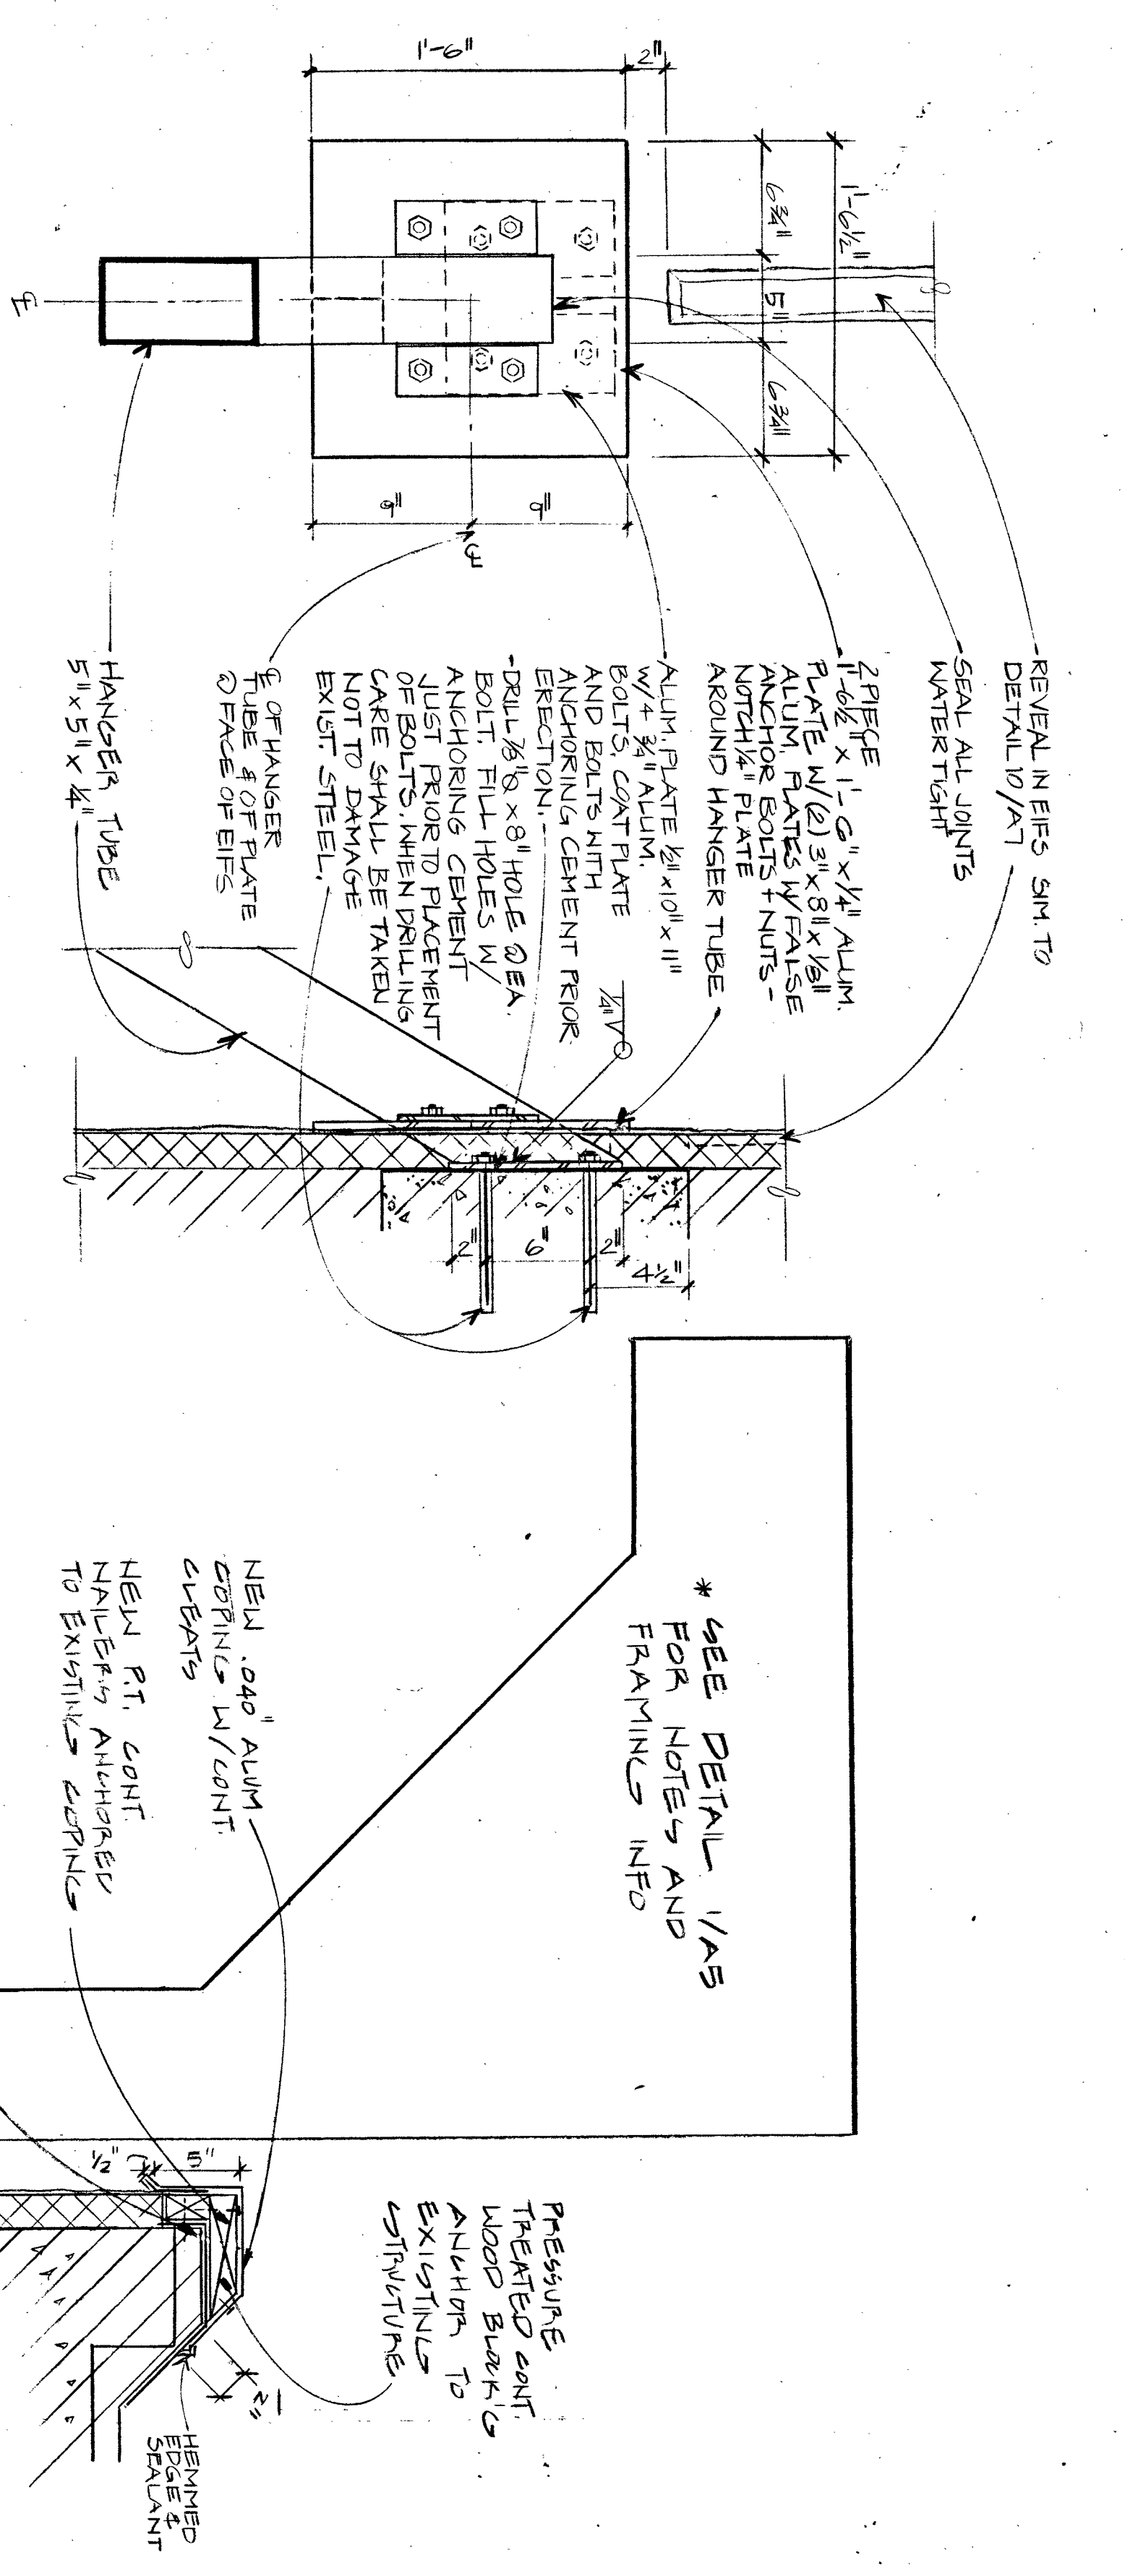 REVEAL IN EIFS SIM. TO
DETAIL 10/A7
SEAL ALL JOINTS
WATERTIGHT
2 PIECE
1'-6½" x 1'-6" x ¼" ALUM.
PLATE W/(2) 3" x 8" x ⅛"
ALUM. PLATES W/FALSE
ANCHOR BOLTS + NUTS -
NOTCH ¼" PLATE
AROUND HANGER TUBE
ALUM. PLATE ½" x 10" x 11"
W/ 4 ¾" ALUM.
BOLTS, COAT PLATE
AND BOLTS WITH
ANCHORING CEMENT PRIOR
ERECTION.
- DRILL ⅞" Ø x 8" HOLE @ EA.
BOLT. FILL HOLES W/
ANCHORING CEMENT
JUST PRIOR TO PLACEMENT
OF BOLTS. WHEN DRILLING
CARE SHALL BE TAKEN
NOT TO DAMAGE
EXIST. STEEL.
℄ OF HANGER
TUBE & OF PLATE
@ FACE OF EIFS
HANGER TUBE
5" x 5" x ¼"
1'-6½"
6¾"
5"
6¾"
2"
1'-6"
9"
9"
℄
℄
¼" V
4½"
2"
6"
2"
* SEE DETAIL 1/A5
FOR NOTES AND
FRAMING INFO
NEW .040" ALUM
COPING W/CONT.
CLEATS
NEW P.T. CONT.
NAILERS ANCHORED
TO EXISTING COPING
PRESSURE
TREATED CONT.
WOOD BLOCK'G
ANCHOR TO
EXISTING
STRUCTURE
5"
½"
HEMMED
EDGE &
SEALANT